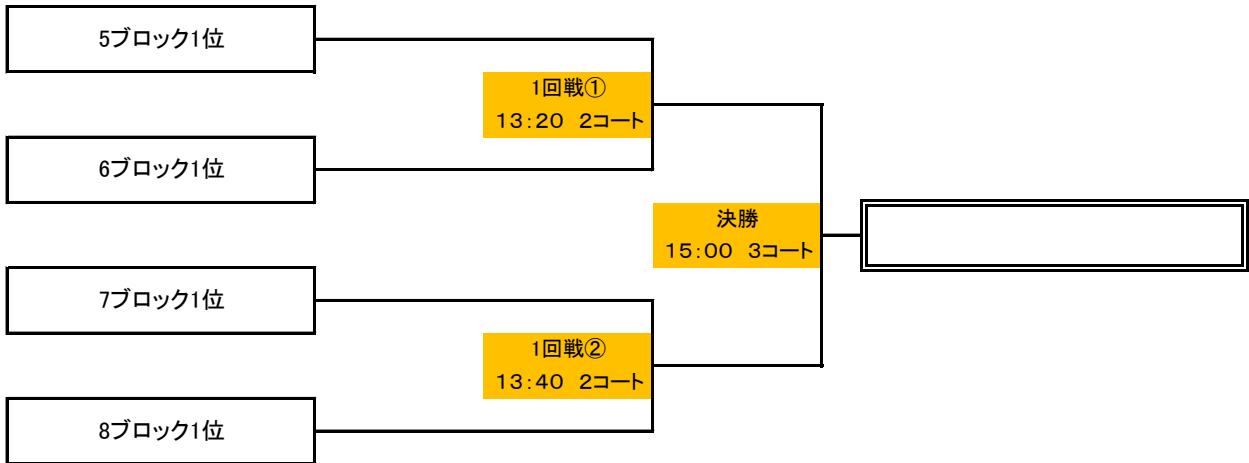 5ブロック1位
1回戦①
13:20 2コート
6ブロック1位
決勝
15:00 3コート
7ブロック1位
1回戦②
13:40 2コート
8ブロック1位